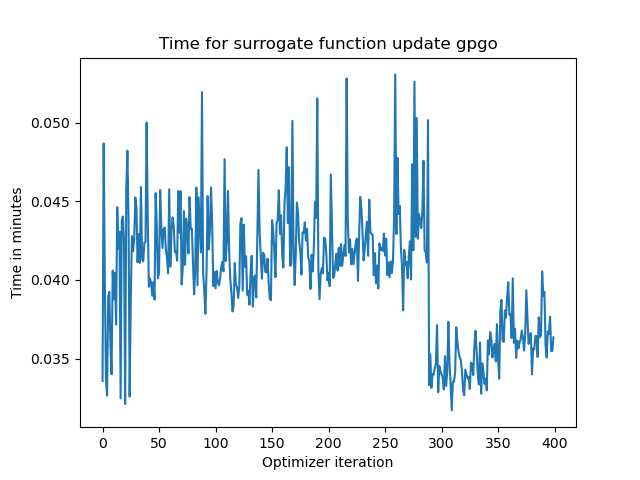 Time for surrogate function update gpgo
0.050
0.045
0.040
0.035
Time in minutes
0 50 100 150 200 250 300 350 400
Optimizer iteration